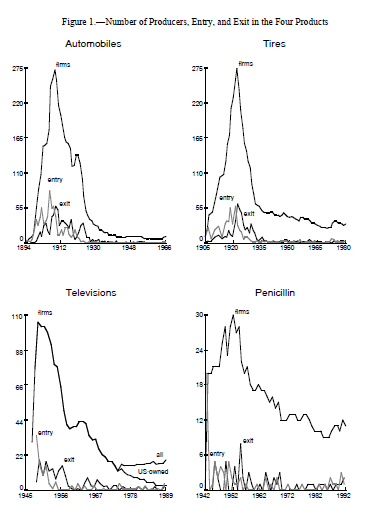 Figure 1.—Number of Producers, Entry, and Exit in the Four Products
Automobiles
firms
entry
exit
275
220
165
110
55
0
1894 1912 1930 1948 1966
Tires
firms
entry
exit
275
220
165
110
55
0
1905 1920 1935 1950 1965 1980
Televisions
firms
entry
exit
all
US-owned
110
88
66
44
22
0
1945 1956 1967 1978 1989
Penicillin
firms
entry
exit
30
24
18
12
6
0
1942 1952 1962 1972 1982 1992